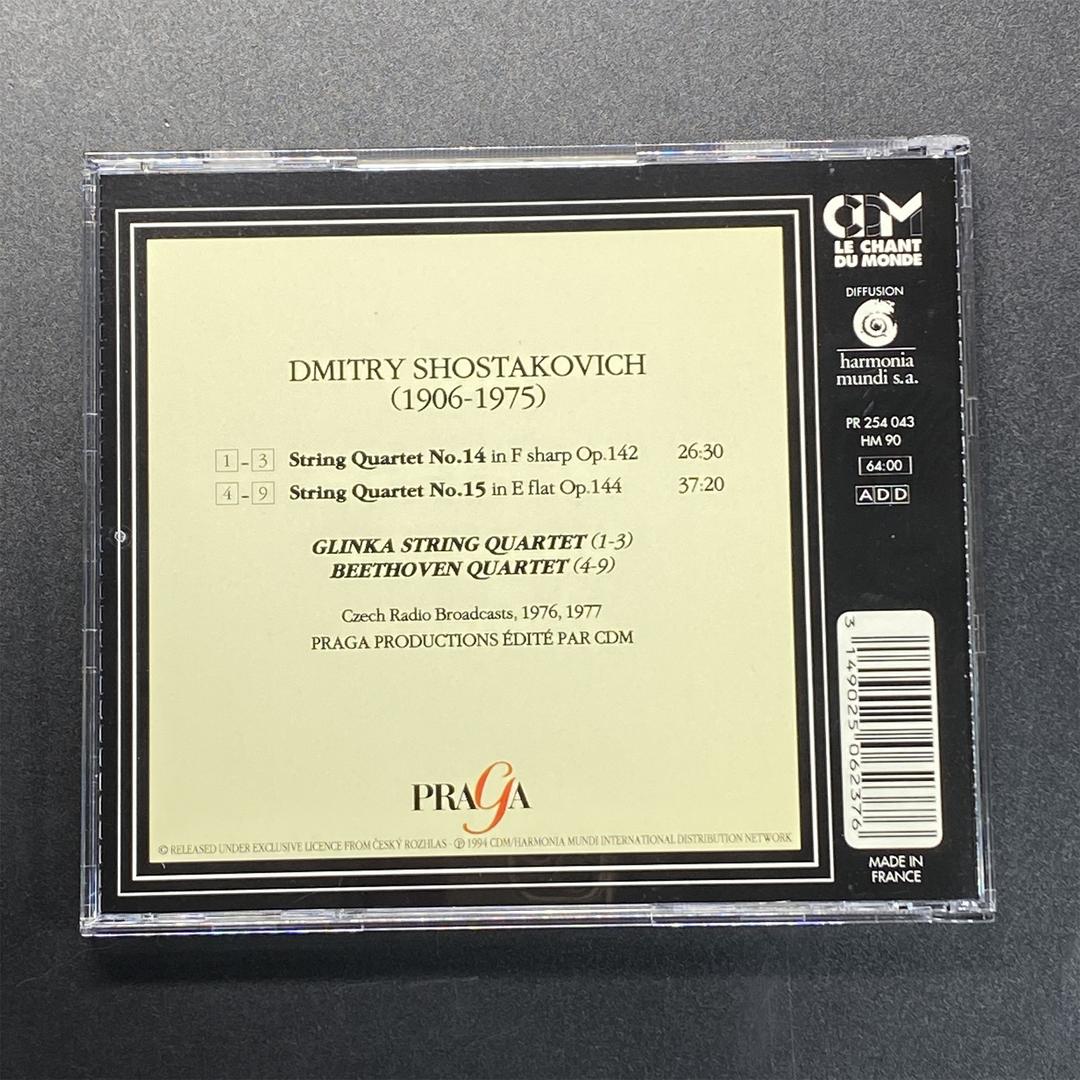 DMITRY SHOSTAKOVICH
(1906-1975)
1 - 3 String Quartet No.14 in F sharp Op.142 26:30
4 - 9 String Quartet No.15 in E flat Op.144 37:20
GLINKA STRING QUARTET (1-3)
BEETHOVEN QUARTET (4-9)
Czech Radio Broadcasts, 1976, 1977
PRAGA PRODUCTIONS ÉDITÉ PAR CDM
PRAGA
© RELEASED UNDER EXCLUSIVE LICENCE FROM ČESKÝ ROZHLAS - ℗ 1994 CDM/HARMONIA MUNDI INTERNATIONAL DISTRIBUTION NETWORK
CDM
LE CHANT
DU MONDE
DIFFUSION
harmonia
mundi s.a.
PR 254 043
HM 90
64:00
ADD
3 149025 062376
MADE IN
FRANCE